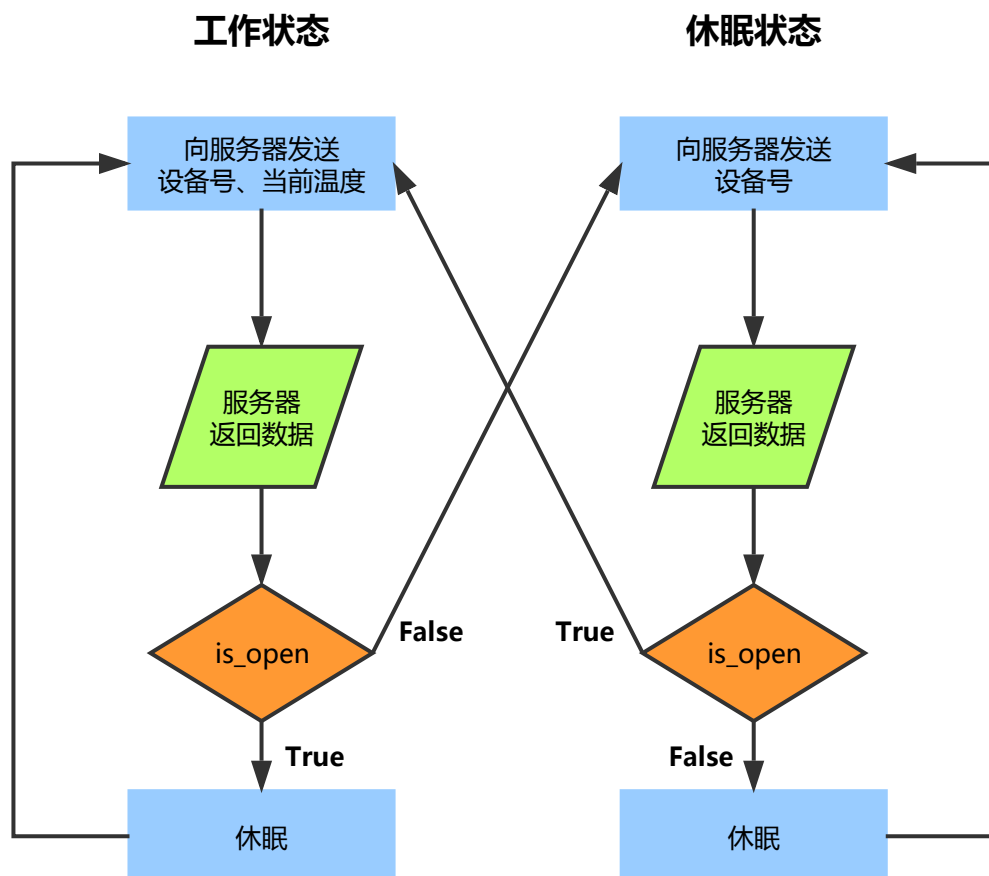 工作状态
休眠状态
向服务器发送
设备号、当前温度
向服务器发送
设备号
服务器
返回数据
服务器
返回数据
is_open
False
True
is_open
True
False
休眠
休眠